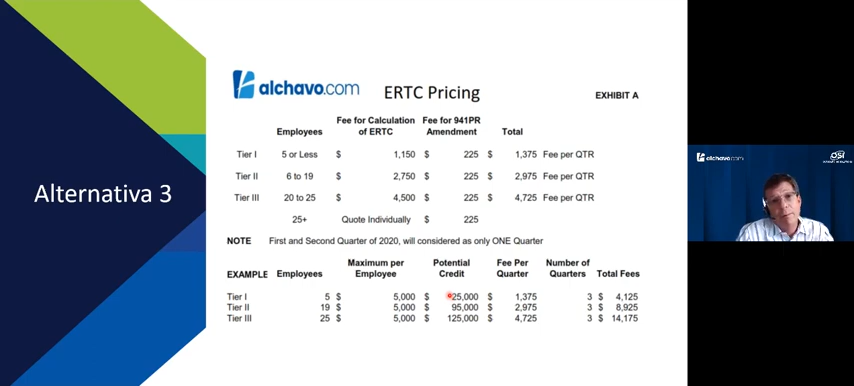 Alternativa 3
alchavo.com
ERTC Pricing
EXHIBIT A
Employees Fee for Calculation of ERTC Fee for 941PR Amendment Total
Tier I 5 or Less $ 1,150 $ 225 $ 1,375 Fee per QTR
Tier II 6 to 19 $ 2,750 $ 225 $ 2,975 Fee per QTR
Tier III 20 to 25 $ 4,500 $ 225 $ 4,725 Fee per QTR
25+ Quote Individually $ 225
NOTE First and Second Quarter of 2020, will considered as only ONE Quarter
EXAMPLE Employees Maximum per Employee Potential Credit Fee Per Quarter Number of Quarters Total Fees
Tier I 5 $ 5,000 $ 25,000 $ 1,375 3 $ 4,125
Tier II 19 $ 5,000 $ 95,000 $ 2,975 3 $ 8,925
Tier III 25 $ 5,000 $ 125,000 $ 4,725 3 $ 14,175
alchavo.com